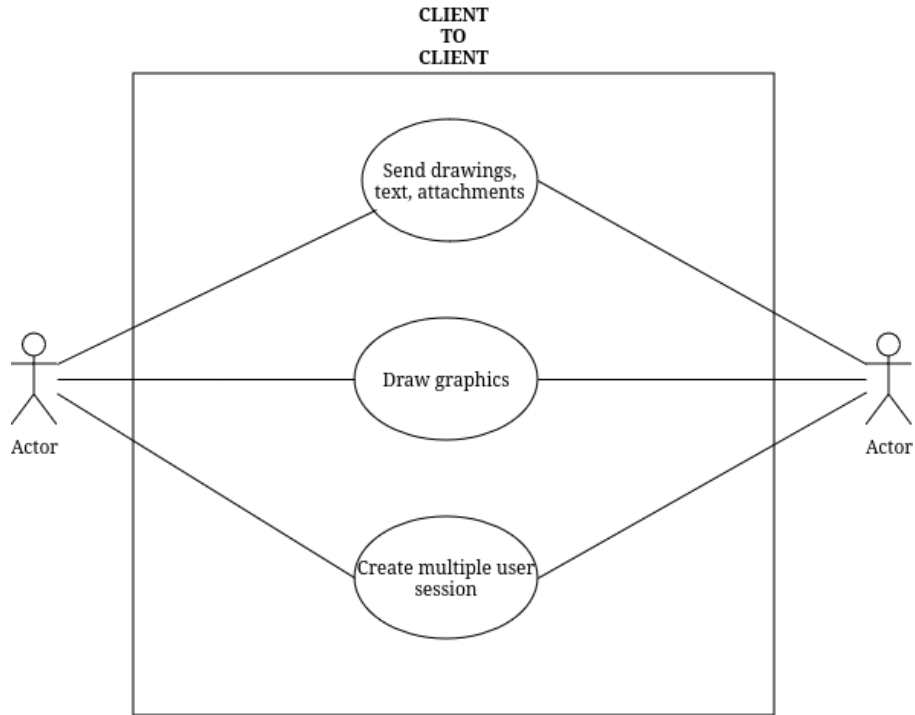 CLIENT
TO
CLIENT
Send drawings,
text, attachments
Draw graphics
Actor
Actor
Create multiple user
session